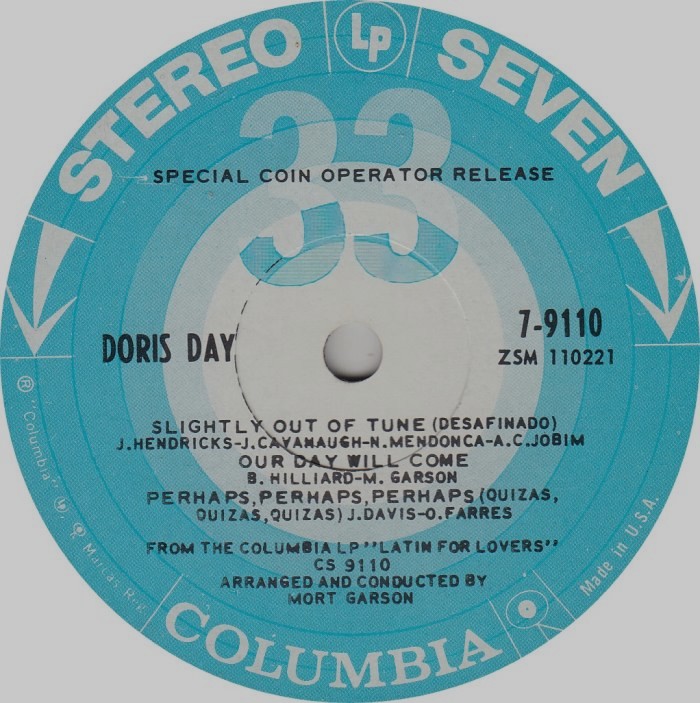 STEREO Lp SEVEN
33
SPECIAL COIN OPERATOR RELEASE
DORIS DAY
7-9110
ZSM 110221
SLIGHTLY OUT OF TUNE (DESAFINADO)
J.HENDRICKS-J.CAVANAUGH-N.MENDONCA-A.C.JOBIM
OUR DAY WILL COME
B. HILLIARD-M. GARSON
PERHAPS,PERHAPS,PERHAPS(QUIZAS,
QUIZAS,QUIZAS)J.DAVIS-O.FARRES
FROM THE COLUMBIA LP"LATIN FOR LOVERS"
CS 9110
ARRANGED AND CONDUCTED BY
MORT GARSON
® "Columbia", Lp, Marcas Reg.
Made in U.S.A.
COLUMBIA